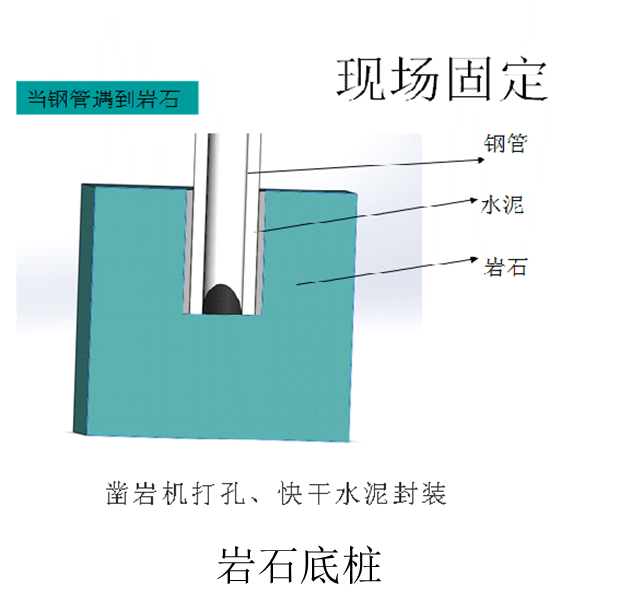 现场固定
当钢管遇到岩石
钢管
水泥
岩石
凿岩机打孔、快干水泥封装
岩石底桩